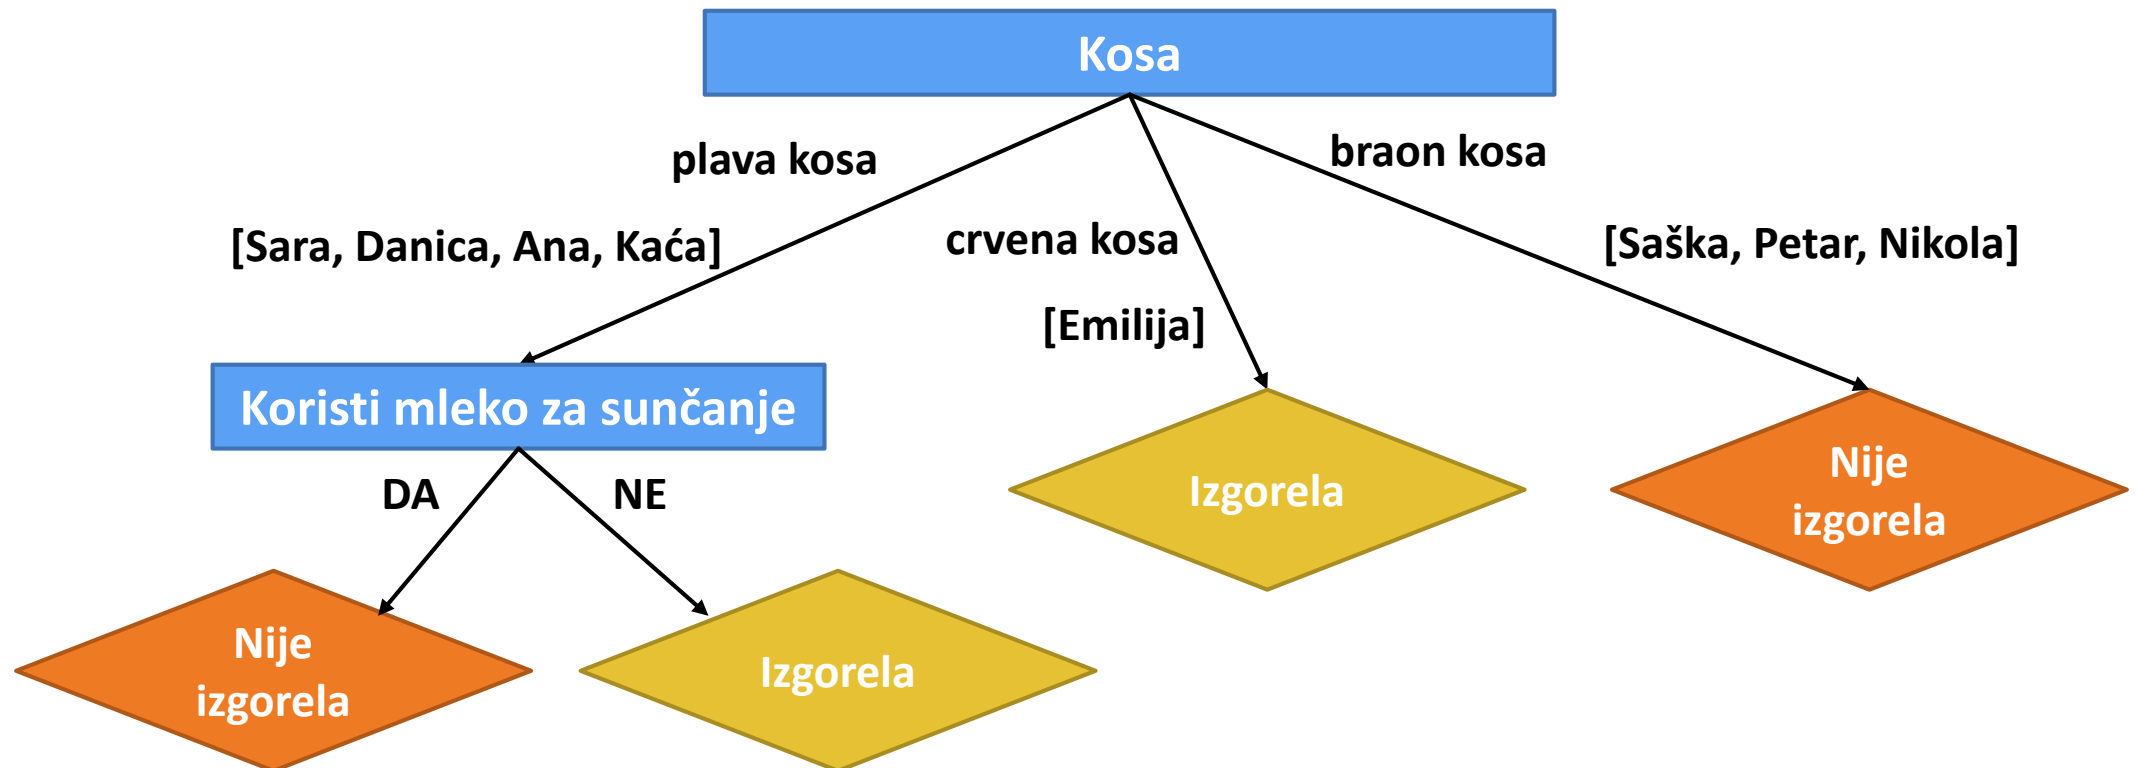 Kosa
plava kosa
braon kosa
[Sara, Danica, Ana, Kaća]
crvena kosa
[Saška, Petar, Nikola]
[Emilija]
Koristi mleko za sunčanje
DA
NE
Izgorela
Nije
izgorela
Nije
izgorela
Izgorela